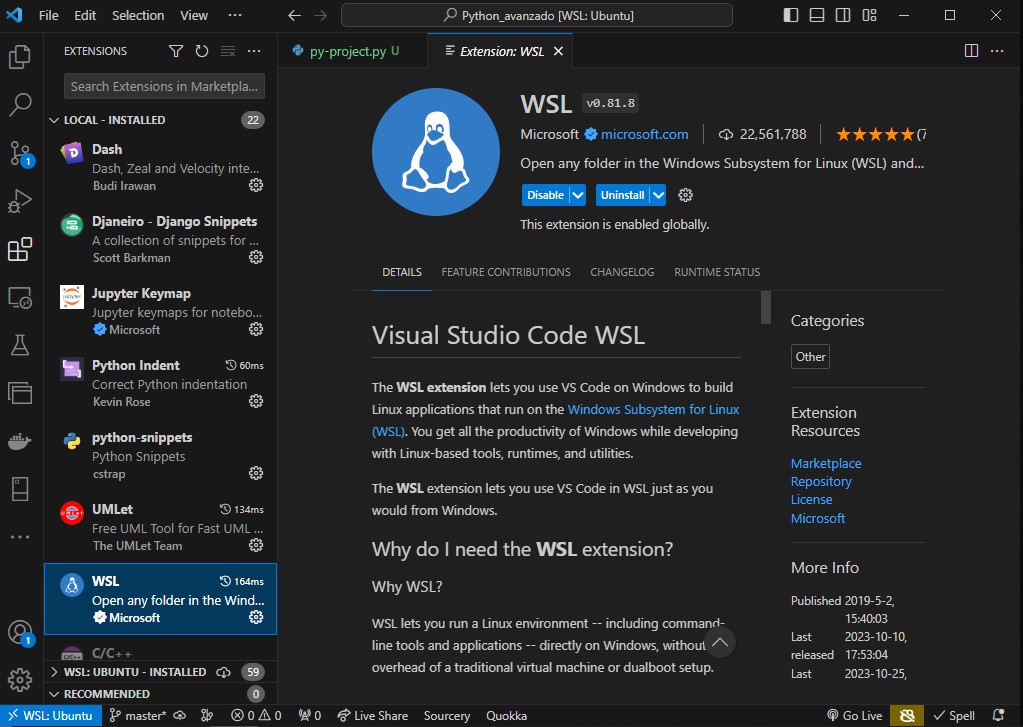 File Edit Selection View ··· Python_avanzado [WSL: Ubuntu]
EXTENSIONS
Search Extensions in Marketpla...
LOCAL - INSTALLED 22
Dash
Dash, Zeal and Velocity inte...
Budi Irawan
Djaneiro - Django Snippets
A collection of snippets for ...
Scott Barkman
Jupyter Keymap
Jupyter keymaps for notebo...
Microsoft
Python Indent 60ms
Correct Python indentation
Kevin Rose
python-snippets
Python Snippets
cstrap
UMLet 134ms
Free UML Tool for Fast UML ...
The UMLet Team
WSL 164ms
Open any folder in the Wind...
Microsoft
C/C++
WSL: UBUNTU - INSTALLED 59
RECOMMENDED 0
py-project.py U
Extension: WSL
WSL v0.81.8
Microsoft microsoft.com 22,561,788 ★★★★★(7
Open any folder in the Windows Subsystem for Linux (WSL) and...
Disable Uninstall
This extension is enabled globally.
DETAILS FEATURE CONTRIBUTIONS CHANGELOG RUNTIME STATUS
Visual Studio Code WSL
The WSL extension lets you use VS Code on Windows to build
Linux applications that run on the Windows Subsystem for Linux
(WSL). You get all the productivity of Windows while developing
with Linux-based tools, runtimes, and utilities.
The WSL extension lets you use VS Code in WSL just as you
would from Windows.
Why do I need the WSL extension?
Why WSL?
WSL lets you run a Linux environment -- including command-
line tools and applications -- directly on Windows, without
overhead of a traditional virtual machine or dualboot setup.
Categories
Other
Extension
Resources
Marketplace
Repository
License
Microsoft
More Info
Published 2019-5-2,
15:40:03
Last 2023-10-10,
released 17:53:04
Last 2023-10-25,
1
1
WSL: Ubuntu master* 0 0 0 Live Share Sourcery Quokka Go Live Spell